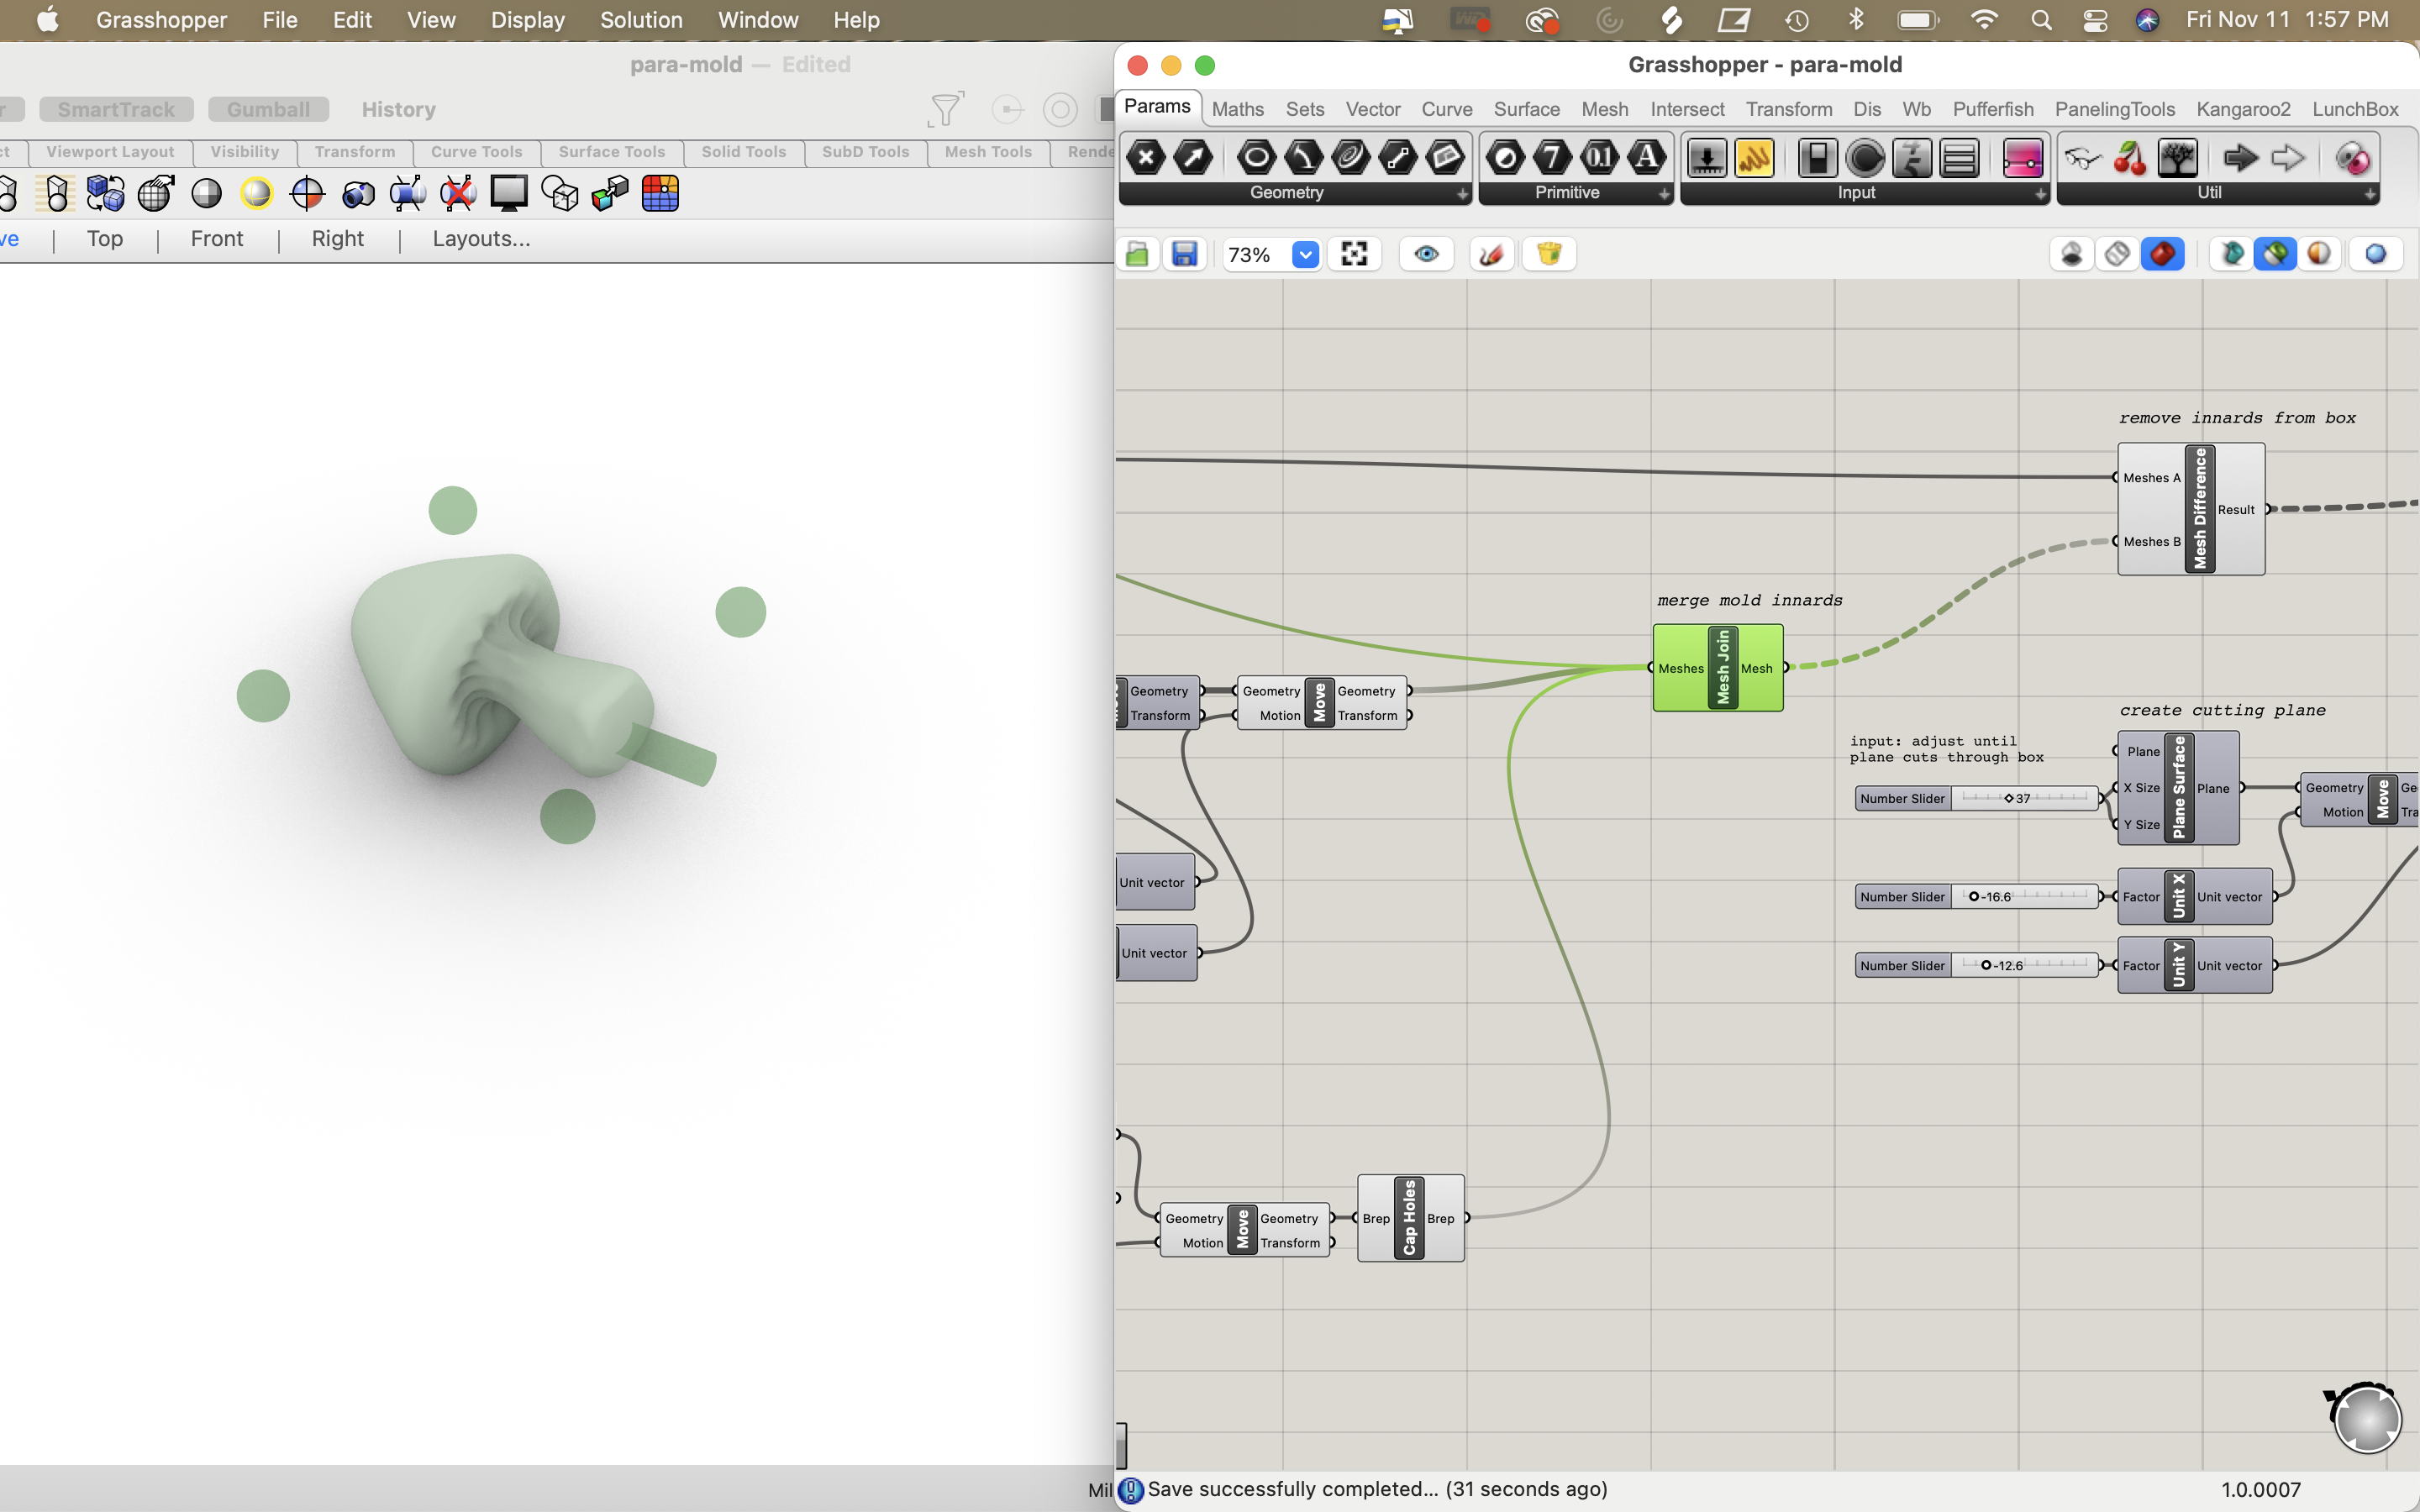 Grasshopper File Edit View Display Solution Window Help
Fri Nov 11 1:57 PM
para-mold — Edited
SmartTrack Gumball History
Viewport Layout Visibility Transform Curve Tools Surface Tools Solid Tools SubD Tools Mesh Tools Rende
Top | Front | Right | Layouts...
Grasshopper - para-mold
Params Maths Sets Vector Curve Surface Mesh Intersect Transform Dis Wb Pufferfish PanelingTools Kangaroo2 LunchBox
Geometry Primitive Input Util
73%
remove innards from box
Meshes A
Meshes B
Mesh Difference
Result
merge mold innards
Meshes Mesh Join Mesh
Geometry
Transform
Geometry
Motion
Move
Geometry
Transform
create cutting plane
input: adjust until
plane cuts through box
Number Slider 37
Plane
X Size
Y Size
Plane Surface
Plane
Geometry
Motion
Move
Ge
Tra
Unit vector
Unit vector
Number Slider -16.6
Factor Unit X Unit vector
Number Slider -12.6
Factor Unit Y Unit vector
Geometry
Motion
Move
Geometry
Transform
Brep Cap Holes Brep
Mil
Save successfully completed... (31 seconds ago)
1.0.0007